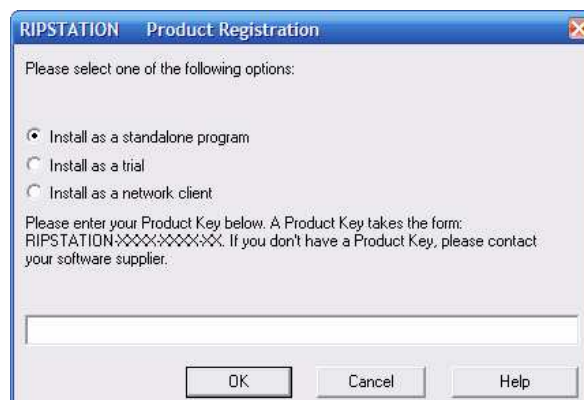 RIPSTATION Product Registration
Please select one of the following options:
Install as a standalone program
Install as a trial
Install as a network client
Please enter your Product Key below. A Product Key takes the form:
RIPSTATION-XXXX-XXXX-XX. If you don't have a Product Key, please contact
your software supplier.
OK Cancel Help